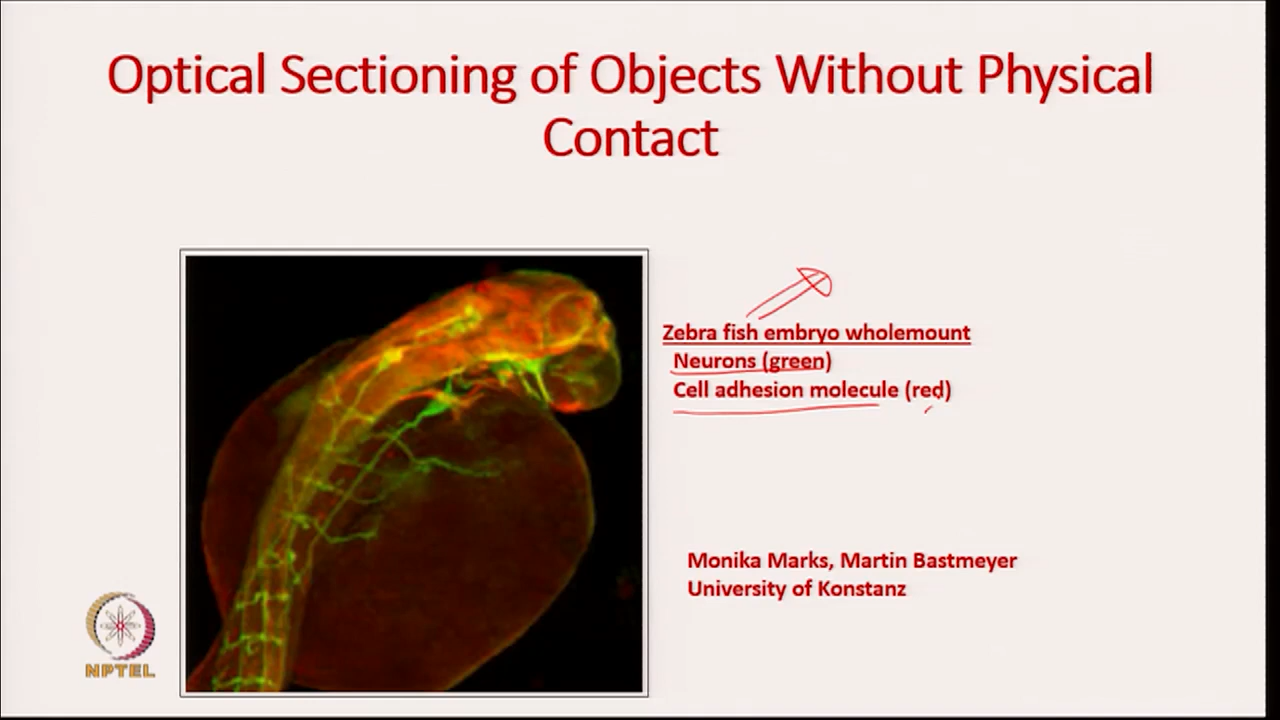 Optical Sectioning of Objects Without Physical
Contact
Zebra fish embryo wholemount
Neurons (green)
Cell adhesion molecule (red)
Monika Marks, Martin Bastmeyer
University of Konstanz
NPTEL